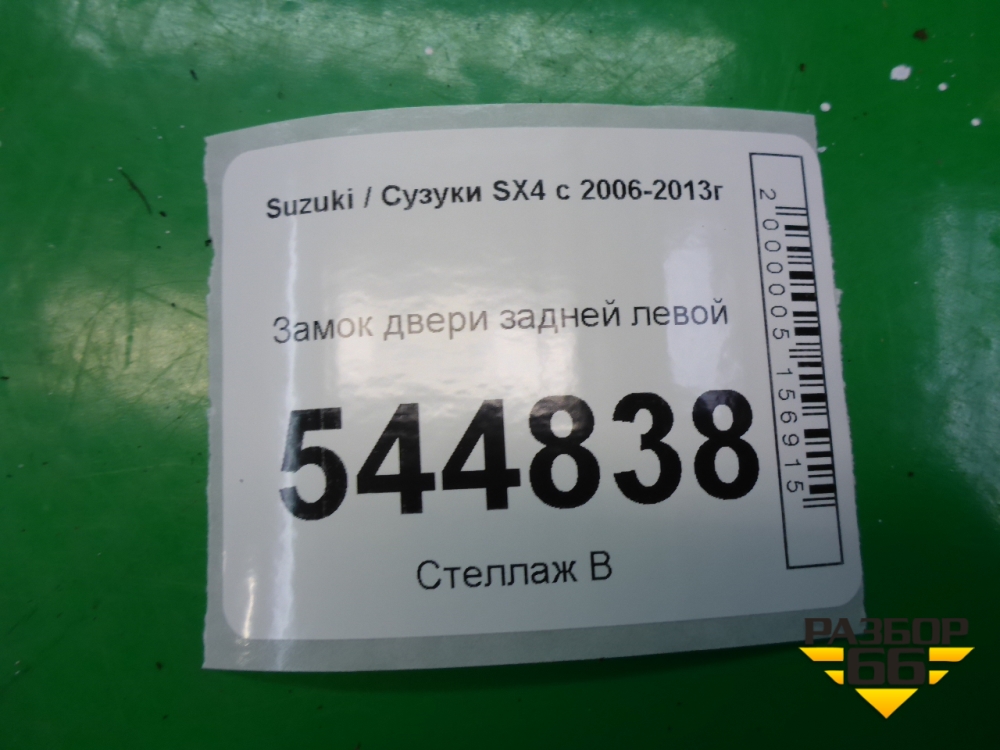 Suzuki / Сузуки SX4 с 2006-2013г
Замок двери задней левой
544838
Стеллаж В
2000005156915
РАЗБОР
66